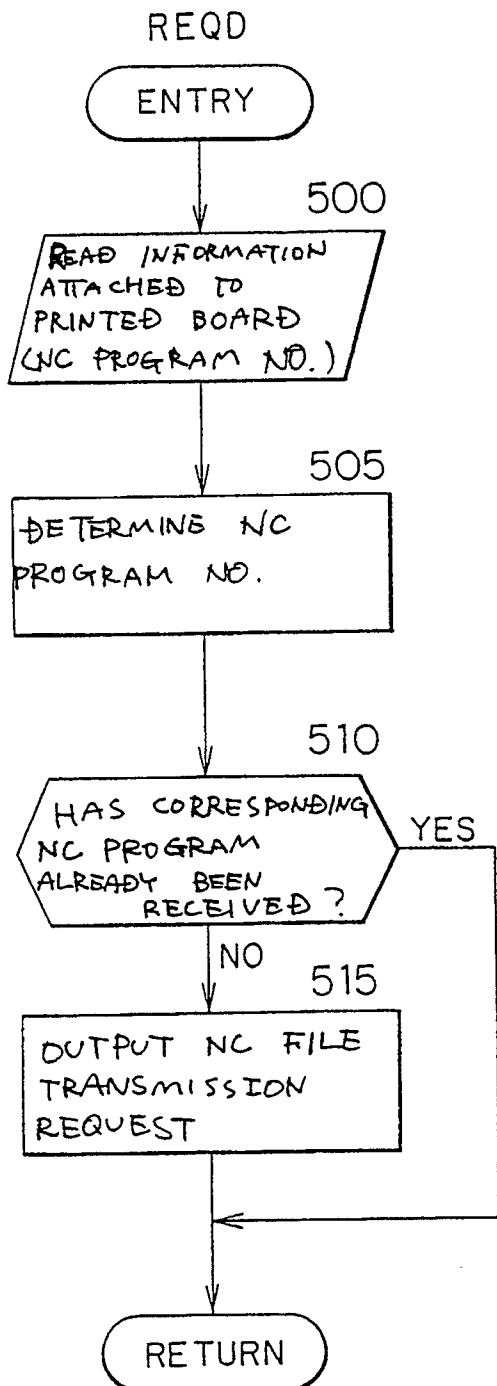 REQD
ENTRY
500
READ INFORMATION
ATTACHED TO
PRINTED BOARD
(NC PROGRAM NO.)
505
DETERMINE NC
PROGRAM NO.
510
HAS CORRESPONDING
NC PROGRAM
ALREADY BEEN
RECEIVED?
YES
NO
515
OUTPUT NC FILE
TRANSMISSION
REQUEST
RETURN